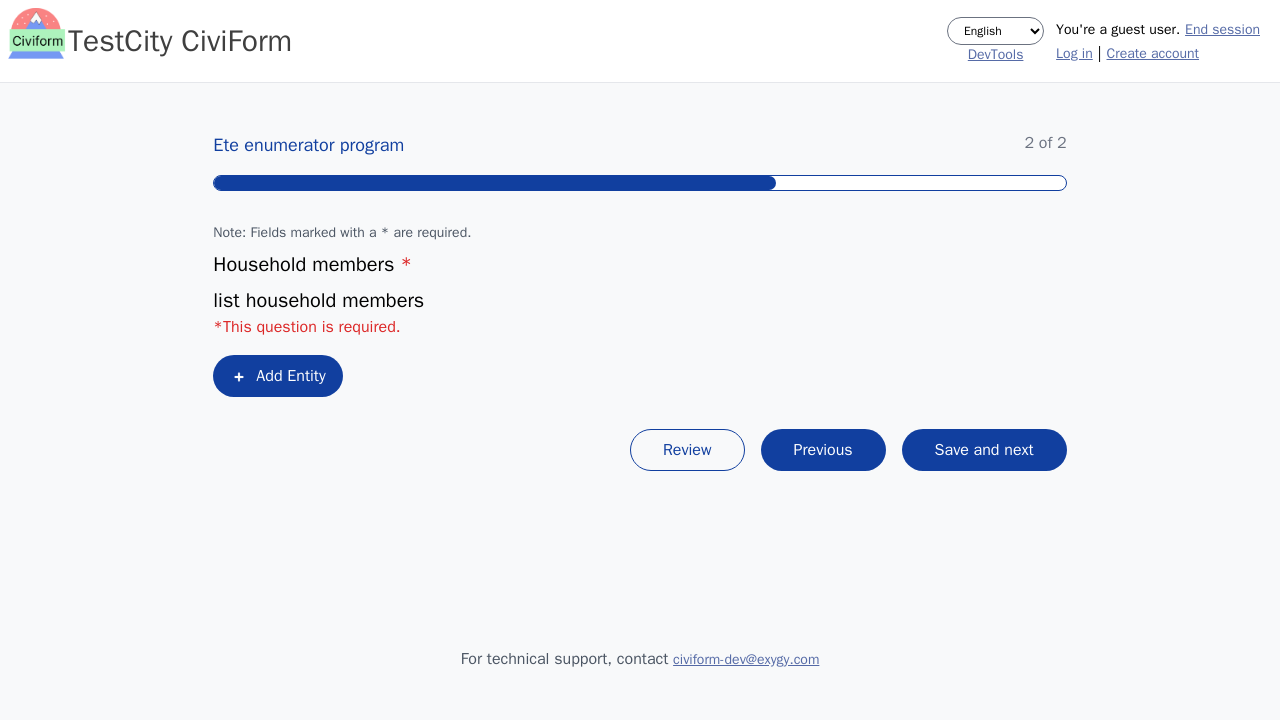 Civiform
TestCity CiviForm
English
DevTools
You're a guest user. End session
Log in | Create account
Ete enumerator program
2 of 2
Note: Fields marked with a * are required.
Household members *
list household members
*This question is required.
+ Add Entity
Review
Previous
Save and next
For technical support, contact civiform-dev@exygy.com